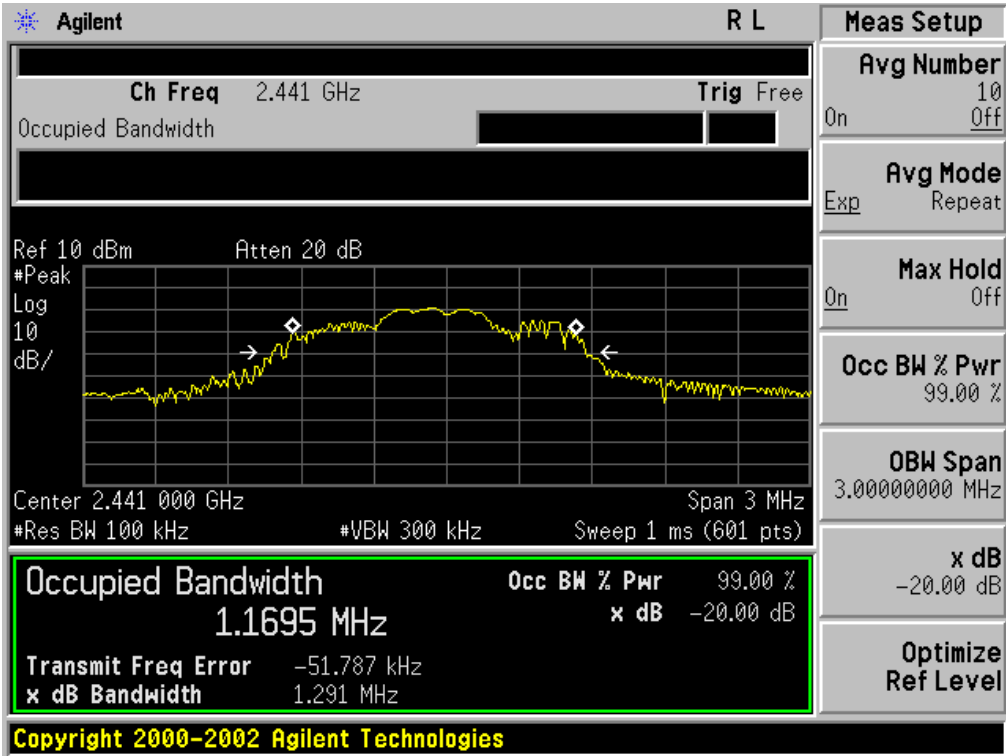 Agilent R L
Ch Freq 2.441 GHz Trig Free
Occupied Bandwidth
Ref 10 dBm Atten 20 dB
#Peak
Log
10
dB/
Center 2.441 000 GHz Span 3 MHz
#Res BW 100 kHz #VBW 300 kHz Sweep 1 ms (601 pts)
Occupied Bandwidth
1.1695 MHz
Occ BW % Pwr 99.00 %
x dB -20.00 dB
Transmit Freq Error -51.787 kHz
x dB Bandwidth 1.291 MHz
Copyright 2000-2002 Agilent Technologies
Meas Setup
Avg Number
10
On Off
Avg Mode
Exp Repeat
Max Hold
On Off
Occ BW % Pwr
99.00 %
OBW Span
3.00000000 MHz
x dB
-20.00 dB
Optimize
Ref Level